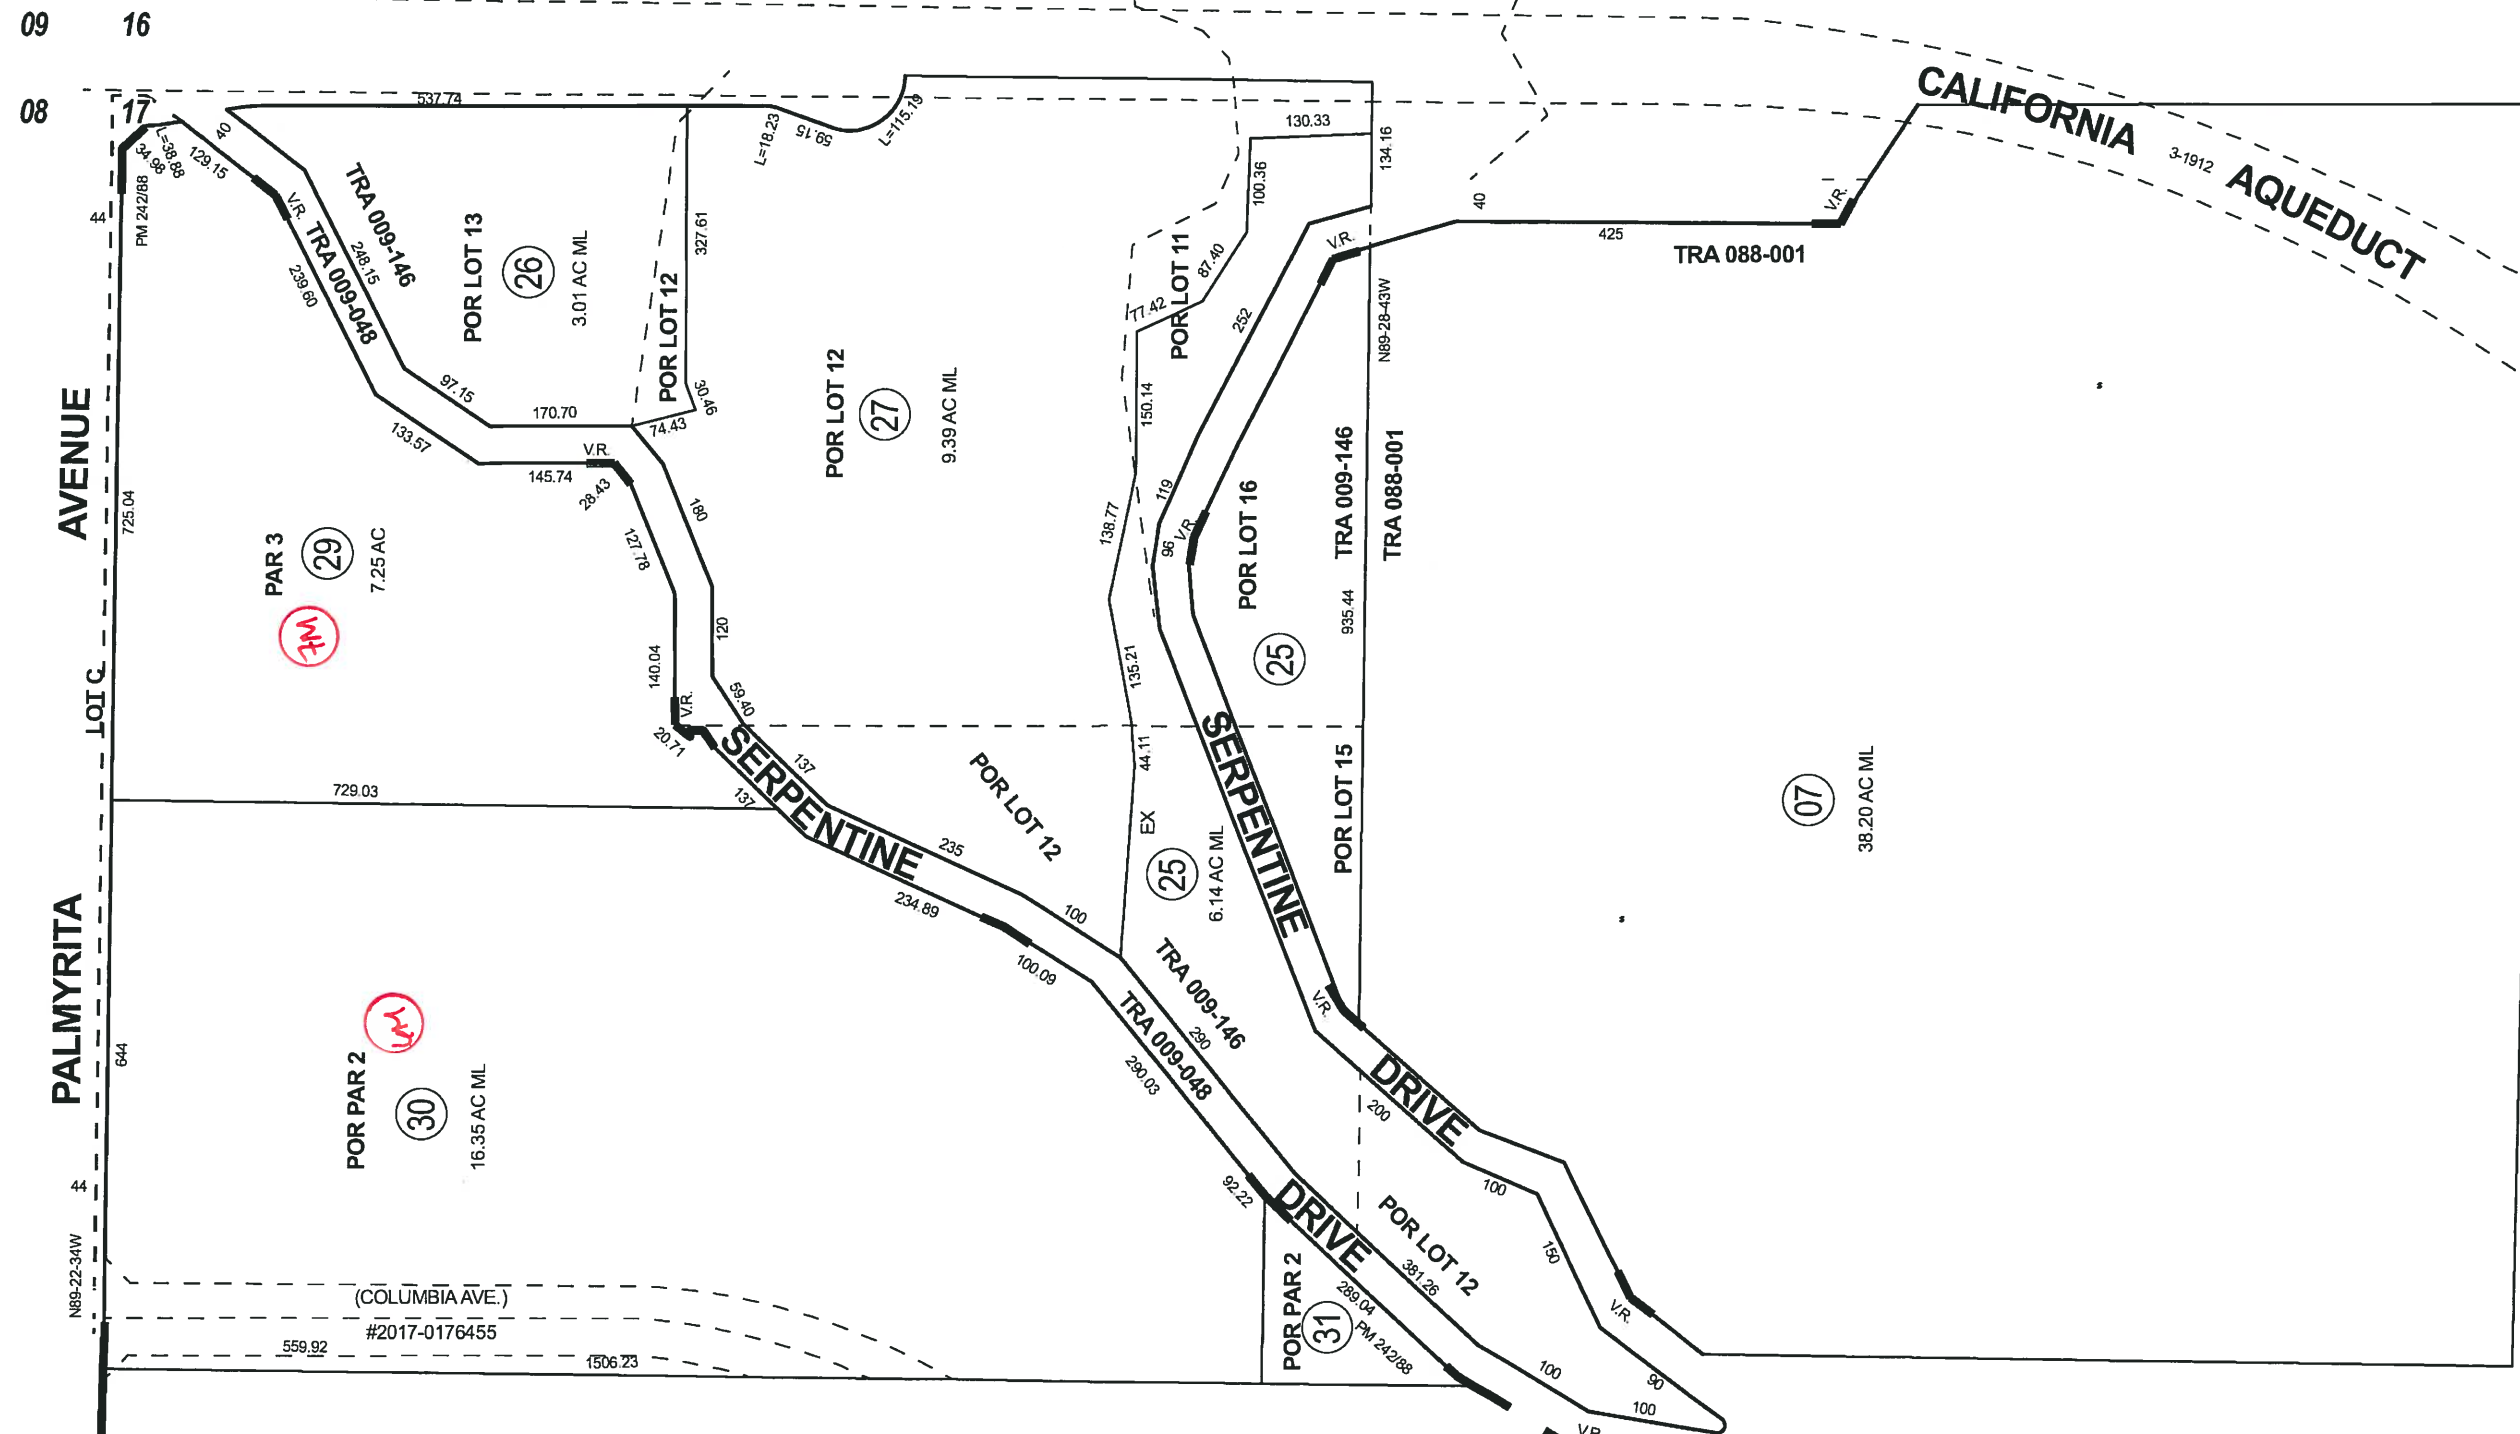 09 16
08 17
CALIFORNIA
AQUEDUCT
3-1912
537.74
L=18.23
59.15
L=115.19
130.33
134.16
100.36
87.40
77.42
150.14
40
34.98
L=38.88
129.15
PM 242/88
44
V.R.
TRA 009-146
TRA 009-048
248.15
239.60
POR LOT 13
26
3.01 AC ML
POR LOT 12
327.61
30.46
74.43
97.15
170.70
133.57
145.74
V.R.
28.43
POR LOT 12
27
9.39 AC ML
POR LOT 11
252
V.R.
N89-28-43W
40
425
V.R.
TRA 088-001
119
96
V.R.
POR LOT 16
TRA 009-146
TRA 088-001
935.44
25
138.77
135.21
44.11
EX
25
6.14 AC ML
POR LOT 15
AVENUE
725.04
LOT C
PAR 3
29
7.25 AC
180
127.78
120
140.04
V.R.
59.40
20.71
729.03
137
137
SERPENTINE
235
234.89
POR LOT 12
100
100.09
SERPENTINE
V.R.
DRIVE
07
38.20 AC ML
PALMYRITA
644
POR PAR 2
30
16.35 AC ML
TRA 009-146
290
TRA 009-048
290.03
92.22
DRIVE
200
100
150
POR LOT 12
381.26
289.04
PM 242/88
POR PAR 2
31
V.R.
44
N89-22-34W
(COLUMBIA AVE.)
#2017-0176455
559.92
1506.23
100
90
100
V.R.